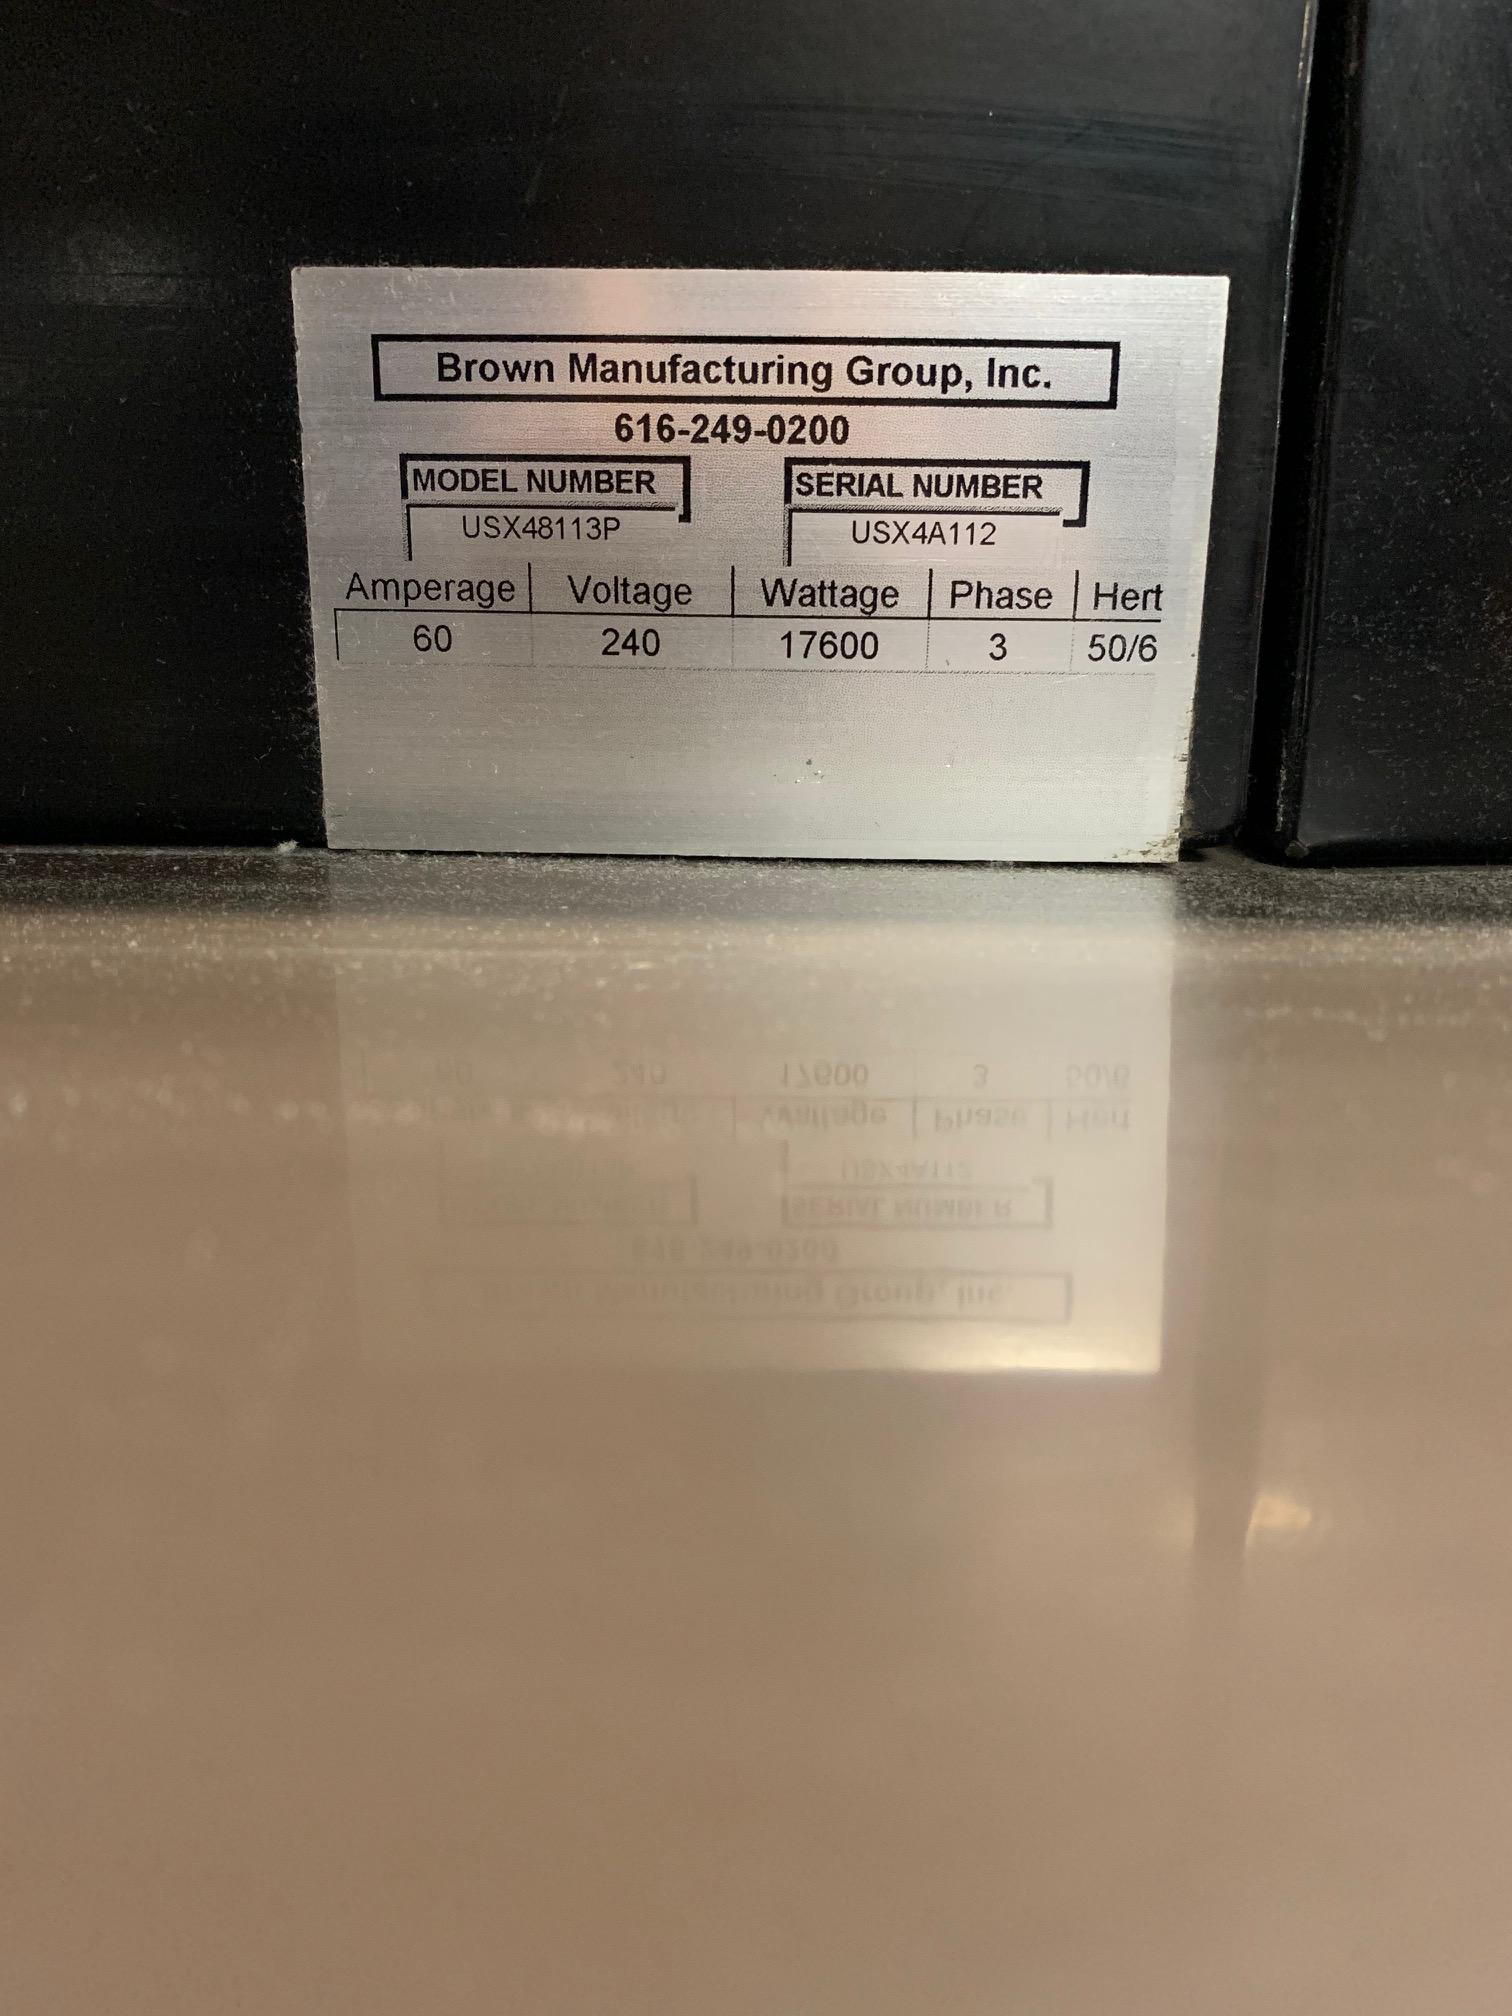 Brown Manufacturing Group, Inc.
616-249-0200
MODEL NUMBER SERIAL NUMBER
USX48113P USX4A112
Amperage Voltage Wattage Phase Hert
60 240 17600 3 50/6